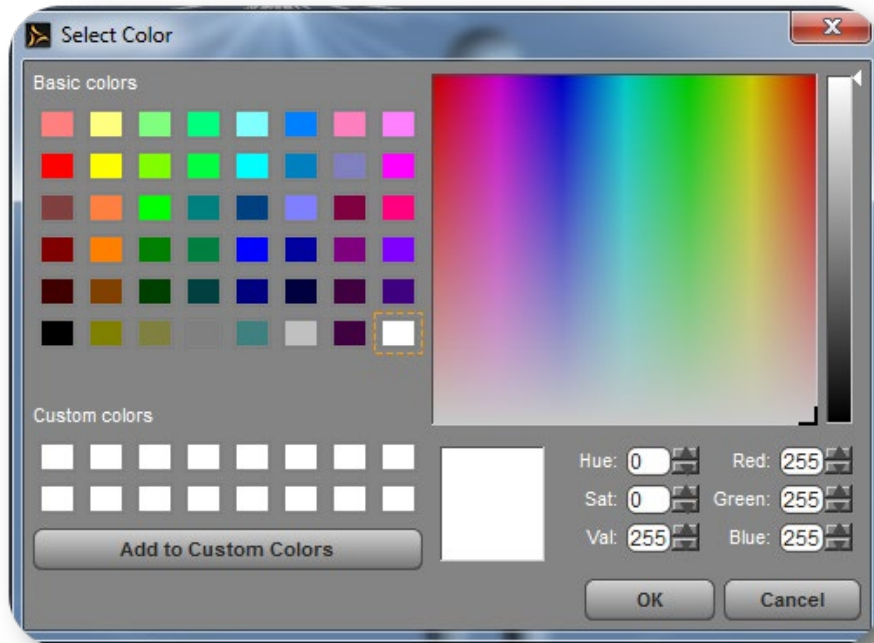 Select Color
Basic colors
Custom colors
Add to Custom Colors
Hue: 0 Red: 255
Sat: 0 Green: 255
Val: 255 Blue: 255
OK Cancel